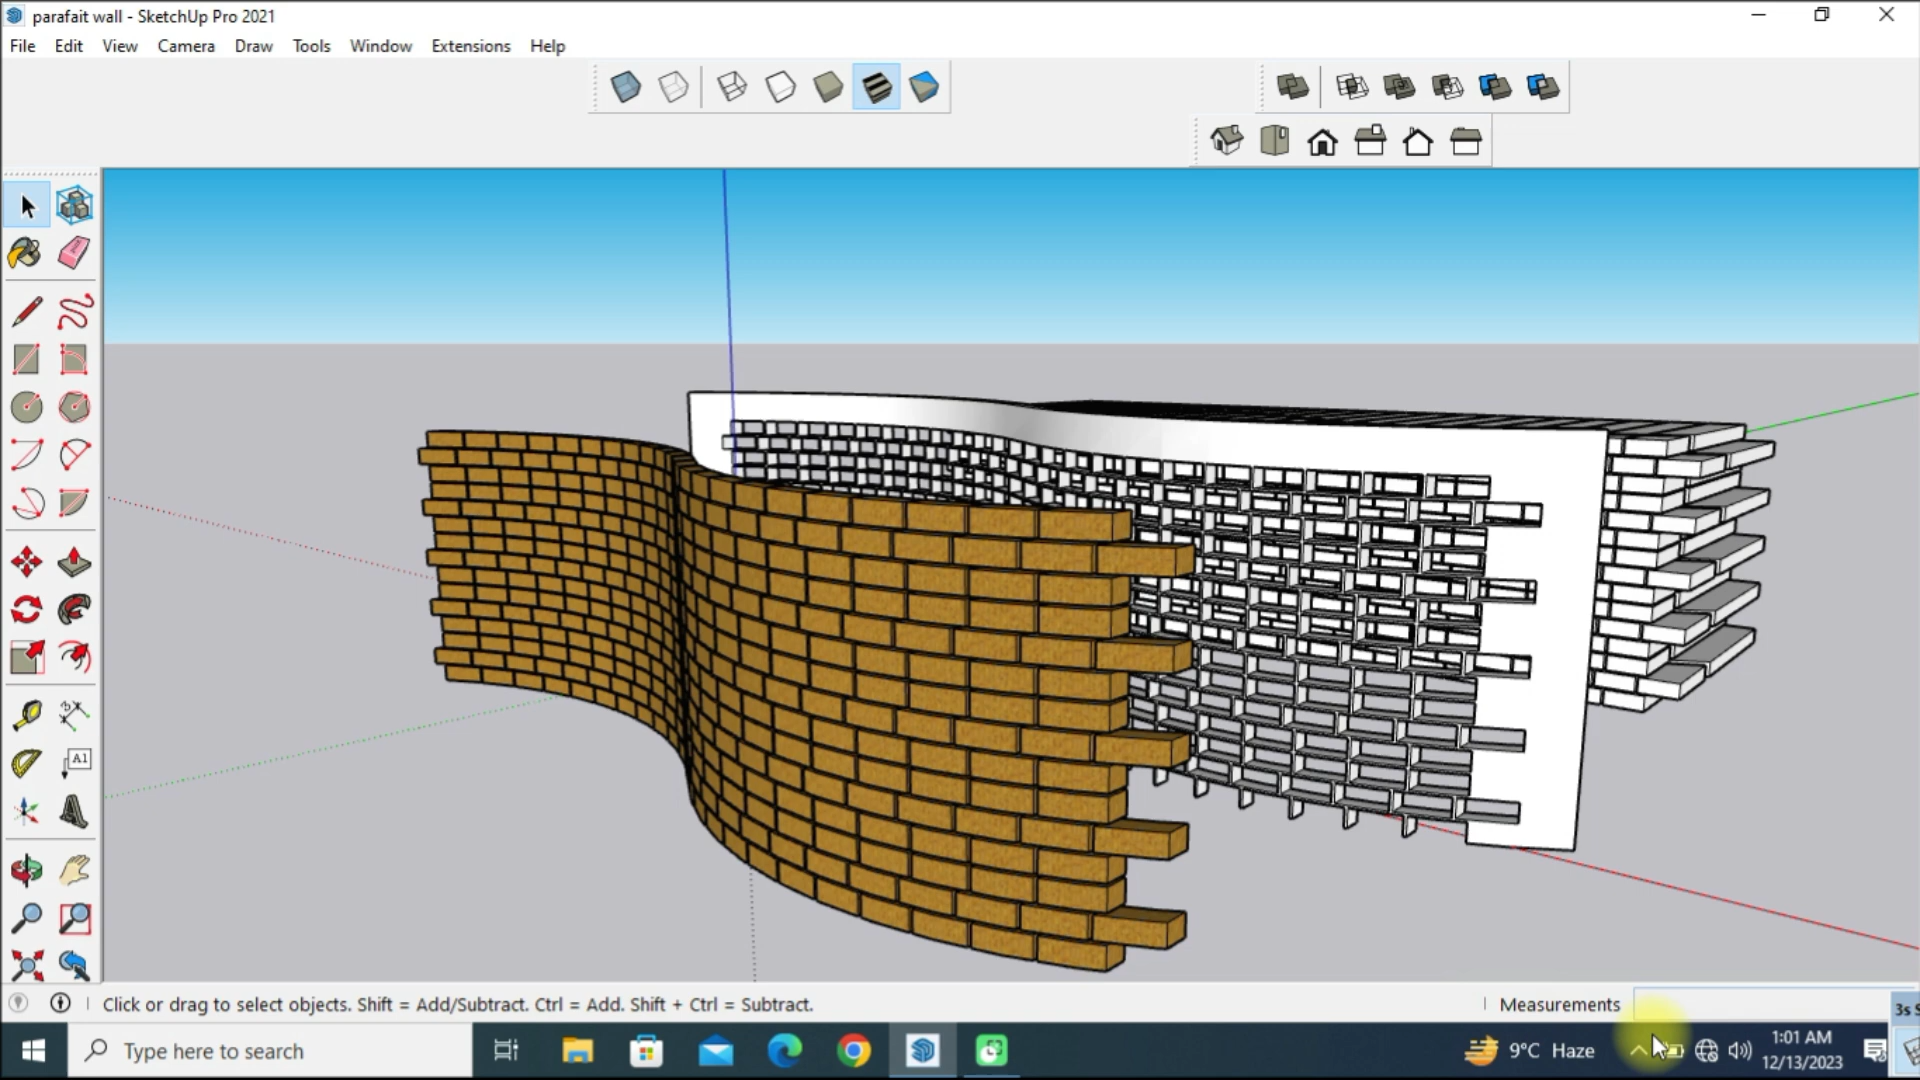 parafait wall - SketchUp Pro 2021
File Edit View Camera Draw Tools Window Extensions Help
A1
Click or drag to select objects. Shift = Add/Subtract. Ctrl = Add. Shift + Ctrl = Subtract.
Measurements
3s S
Type here to search
9°C Haze
1:01 AM
12/13/2023